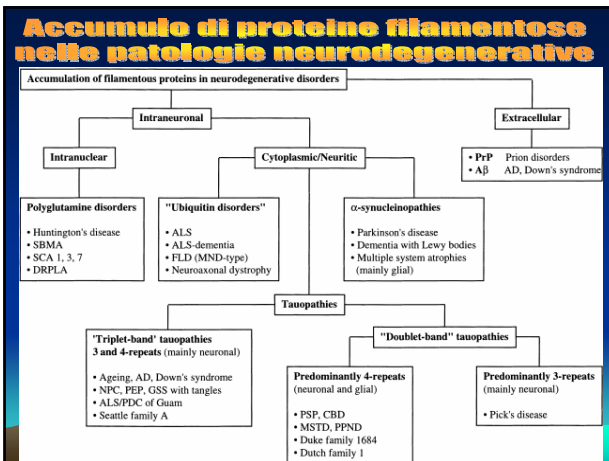 Accumulo di proteine filamentose
nelle patologie neurodegenerative
Accumulation of filamentous proteins in neurodegenerative disorders
Intraneuronal
Extracellular
Intranuclear
Cytoplasmic/Neuritic
• PrP Prion disorders
• Aβ AD, Down's syndrome
Polyglutamine disorders
• Huntington's disease
• SBMA
• SCA 1, 3, 7
• DRPLA
"Ubiquitin disorders"
• ALS
• ALS-dementia
• FLD (MND-type)
• Neuroaxonal dystrophy
α-synucleinopathies
• Parkinson's disease
• Dementia with Lewy bodies
• Multiple system atrophies
(mainly glial)
Tauopathies
'Triplet-band' tauopathies
3 and 4-repeats (mainly neuronal)
• Ageing, AD, Down's syndrome
• NPC, PEP, GSS with tangles
• ALS/PDC of Guam
• Seattle family A
"Doublet-band" tauopathies
Predominantly 4-repeats
(neuronal and glial)
• PSP, CBD
• MSTD, PPND
• Duke family 1684
• Dutch family 1
Predominantly 3-repeats
(mainly neuronal)
• Pick's disease